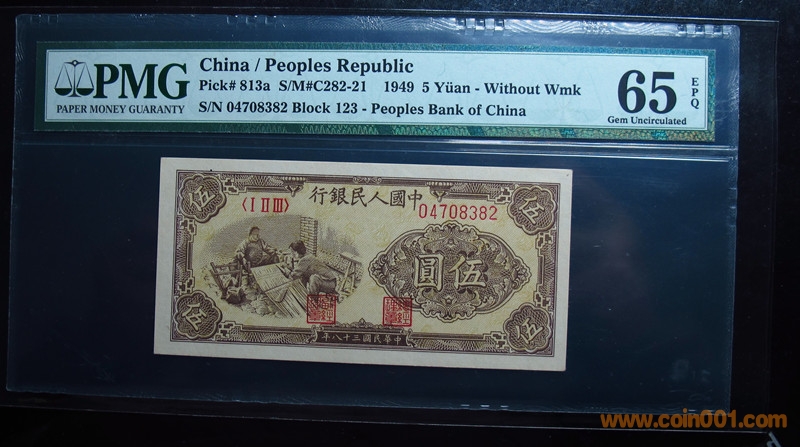 PMG
PAPER MONEY GUARANTY
China / Peoples Republic
Pick# 813a S/M#C282-21 1949 5 Yüan - Without Wmk
S/N 04708382 Block 123 - Peoples Bank of China
65
EPQ
Gem Uncirculated
行銀民人國中
〈I II III〉
04708382
伍
伍
圓伍
伍
伍
年八十三國民華中
www.coin001.com